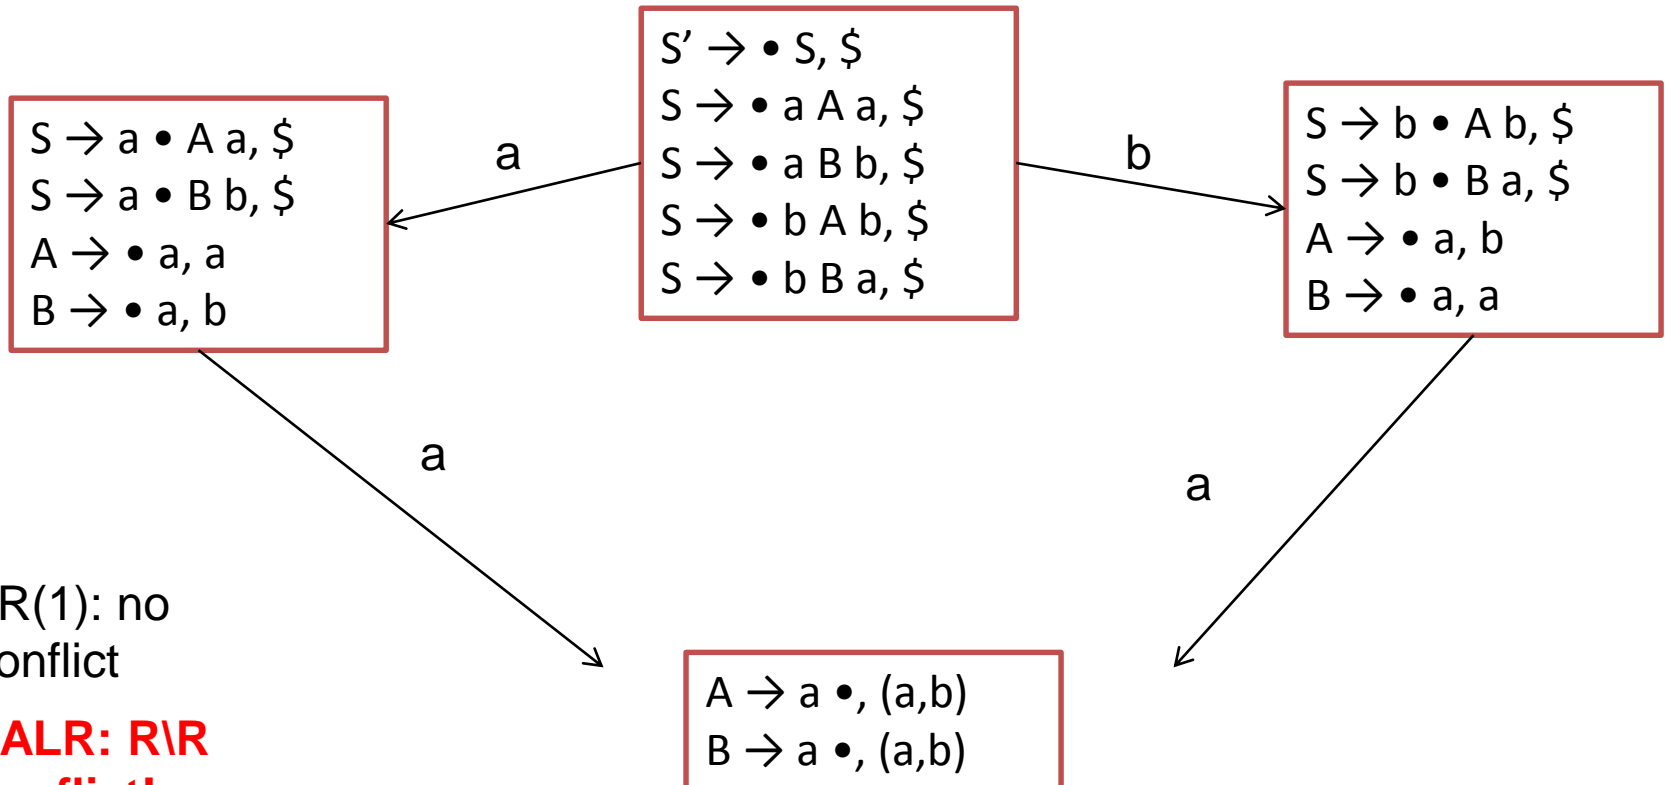 S’ → • S, $
S → • a A a, $
S → • a B b, $
S → • b A b, $
S → • b B a, $
S → a • A a, $
S → a • B b, $
A → • a, a
B → • a, b
a
b
S → b • A b, $
S → b • B a, $
A → • a, b
B → • a, a
a
a
R(1): no
onflict
ALR: R\R
A → a •, (a,b)
B → a •, (a,b)